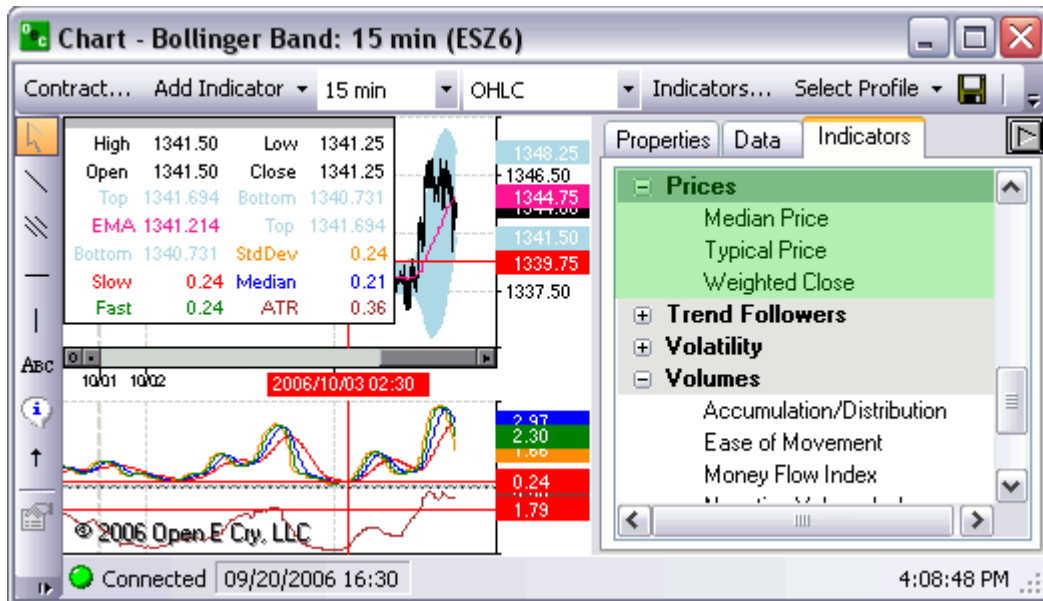 Oec Chart - Bollinger Band: 15 min (ESZ6)
Contract... Add Indicator 15 min OHLC Indicators... Select Profile
High 1341.50 Low 1341.25
Open 1341.50 Close 1341.25
Top 1341.694 Bottom 1340.731
EMA 1341.214 Top 1341.694
Bottom 1340.731 StdDev 0.24
Slow 0.24 Median 0.21
Fast 0.24 ATR 0.36
1348.25
1346.50
1344.75
1341.50
1339.75
1337.50
ABC
10/01 10/02 2006/10/03 02:30
2.97
2.30
1.66
0.24
1.79
© 2006 Open E Cry, LLC
Properties Data Indicators
Prices
Median Price
Typical Price
Weighted Close
Trend Followers
Volatility
Volumes
Accumulation/Distribution
Ease of Movement
Money Flow Index
Connected 09/20/2006 16:30 4:08:48 PM